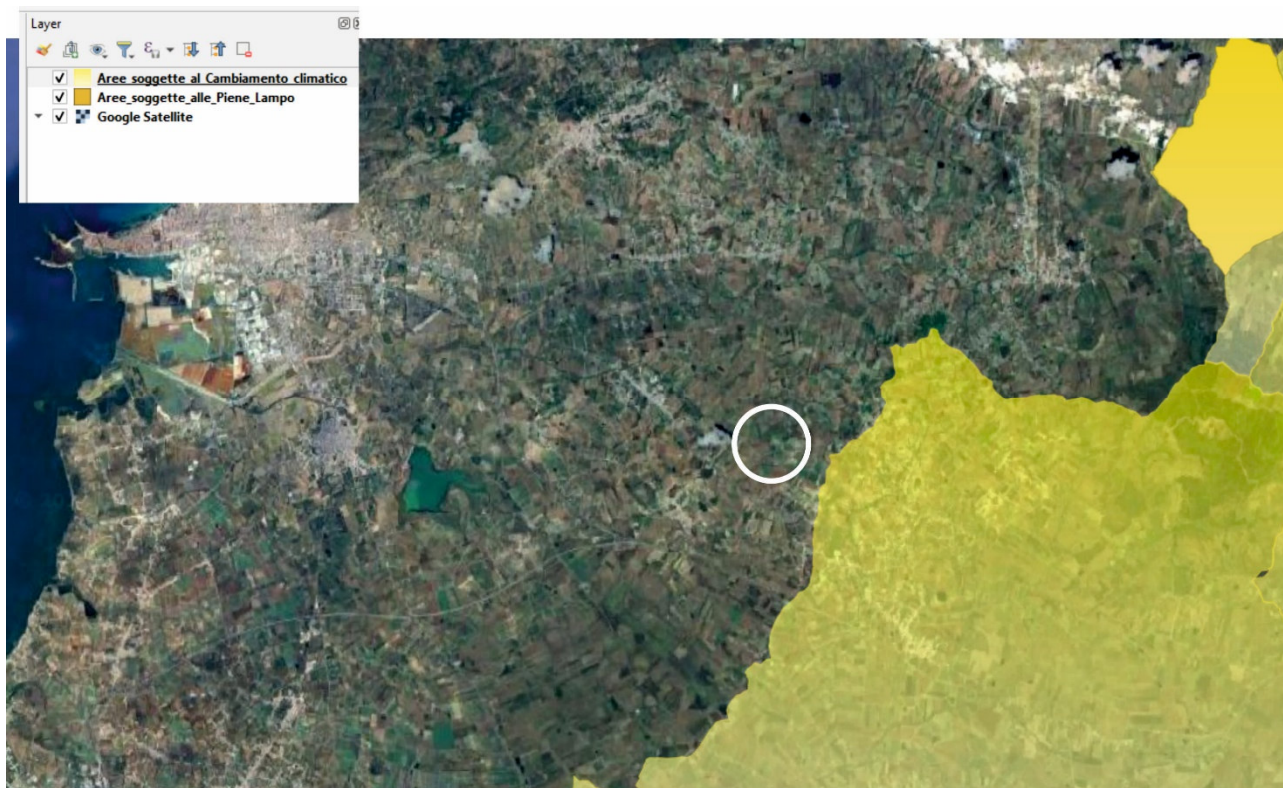 Layer
Aree_soggette_al_Cambiamento_climatico
Aree_soggette_alle_Piene_Lampo
Google Satellite